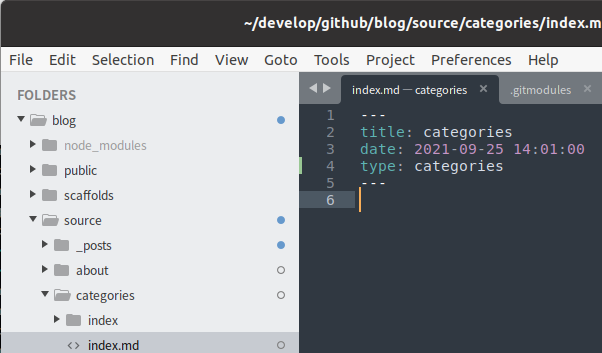 ~/develop/github/blog/source/categories/index.m
File Edit Selection Find View Goto Tools Project Preferences Help
FOLDERS
blog
node_modules
public
scaffolds
source
_posts
about
categories
index
index.md
index.md — categories × .gitmodules ×
1 ---
2 title: categories
3 date: 2021-09-25 14:01:00
4 type: categories
5 ---
6